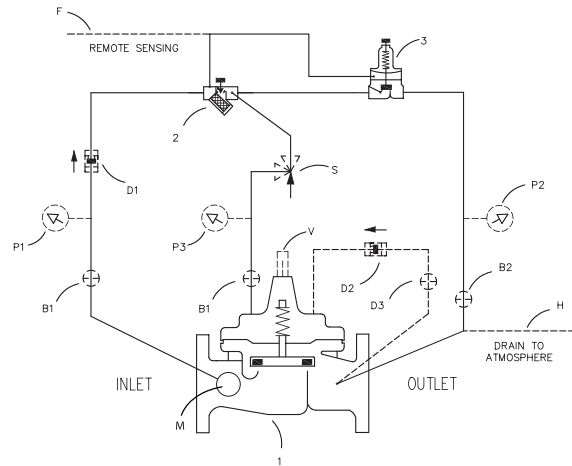 F
REMOTE SENSING
3
2
D1
S
P1
P3
V
P2
D2
D3
B1
B1
B2
H
DRAIN TO
ATMOSPHERE
INLET
OUTLET
M
1